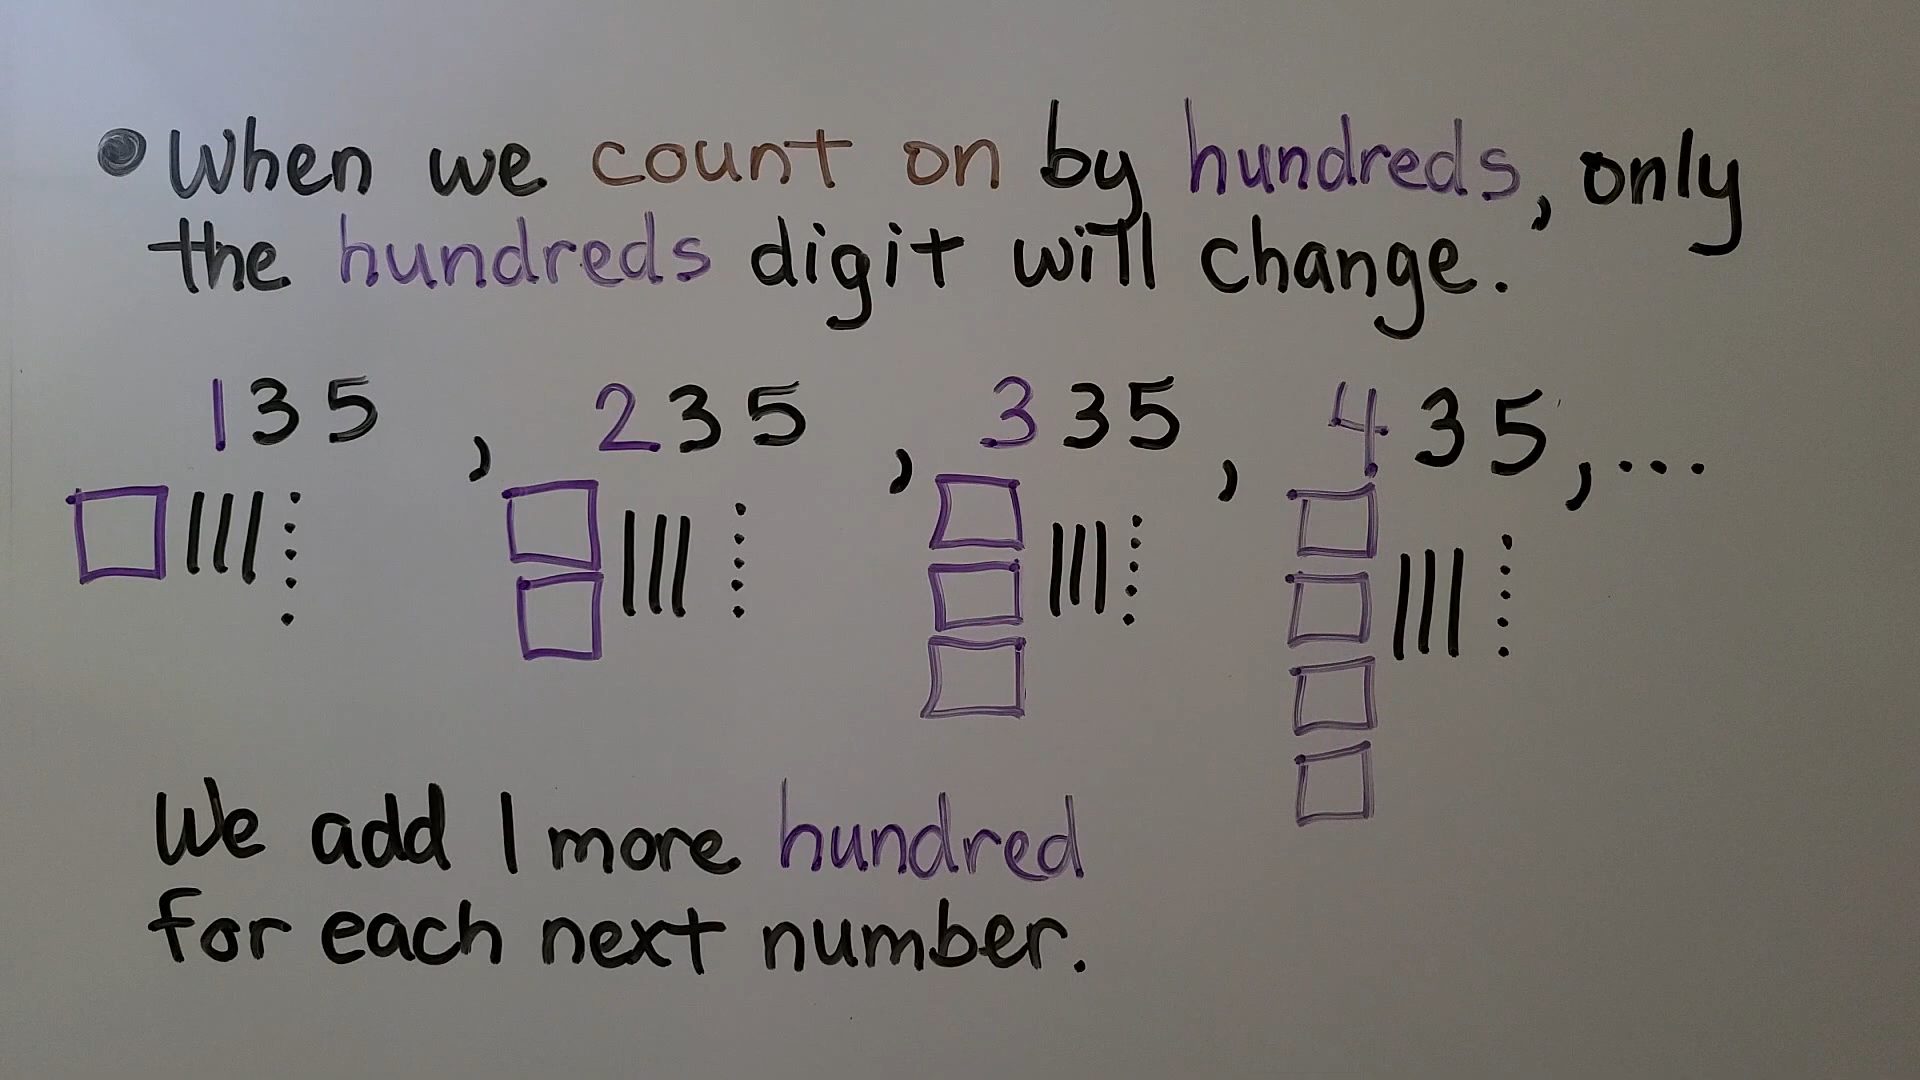 • When we count on by hundreds, only
the hundreds digit will change.
135 , 235 , 335 , 435, ...
We add 1 more hundred
for each next number.